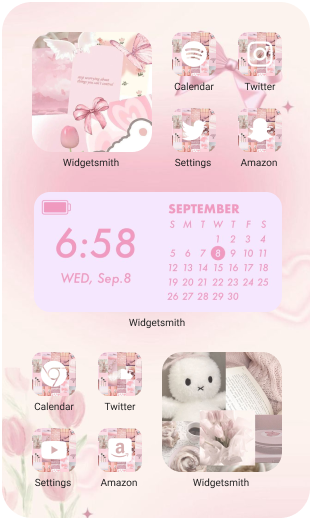 Calendar Twitter
Settings Amazon
Widgetsmith
6:58
WED, Sep.8
SEPTEMBER
S M T W T F S
1 2 3 4
5 6 7 8 9 10 11
12 13 14 15 16 17 18
19 20 21 22 23 24 25
26 27 28 29 30
Widgetsmith
Calendar Twitter
Settings Amazon
Widgetsmith